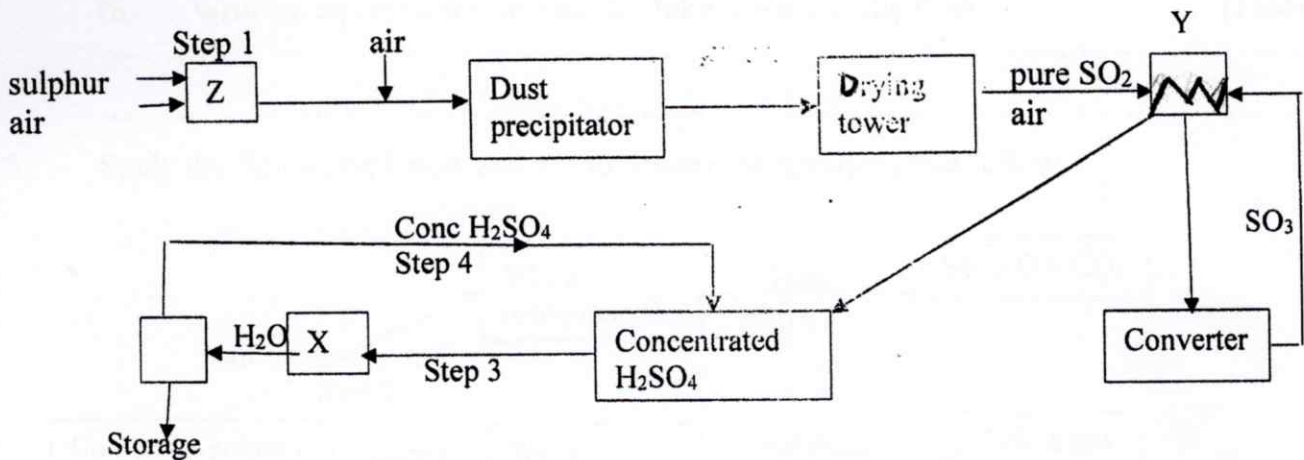 Y
Step 1
air
sulphur
air
Z
Dust
precipitator
Drying
tower
pure SO₂
air
SO₃
Conc H₂SO₄
Step 4
H₂O
X
Step 3
Concentrated
H₂SO₄
Converter
Storage